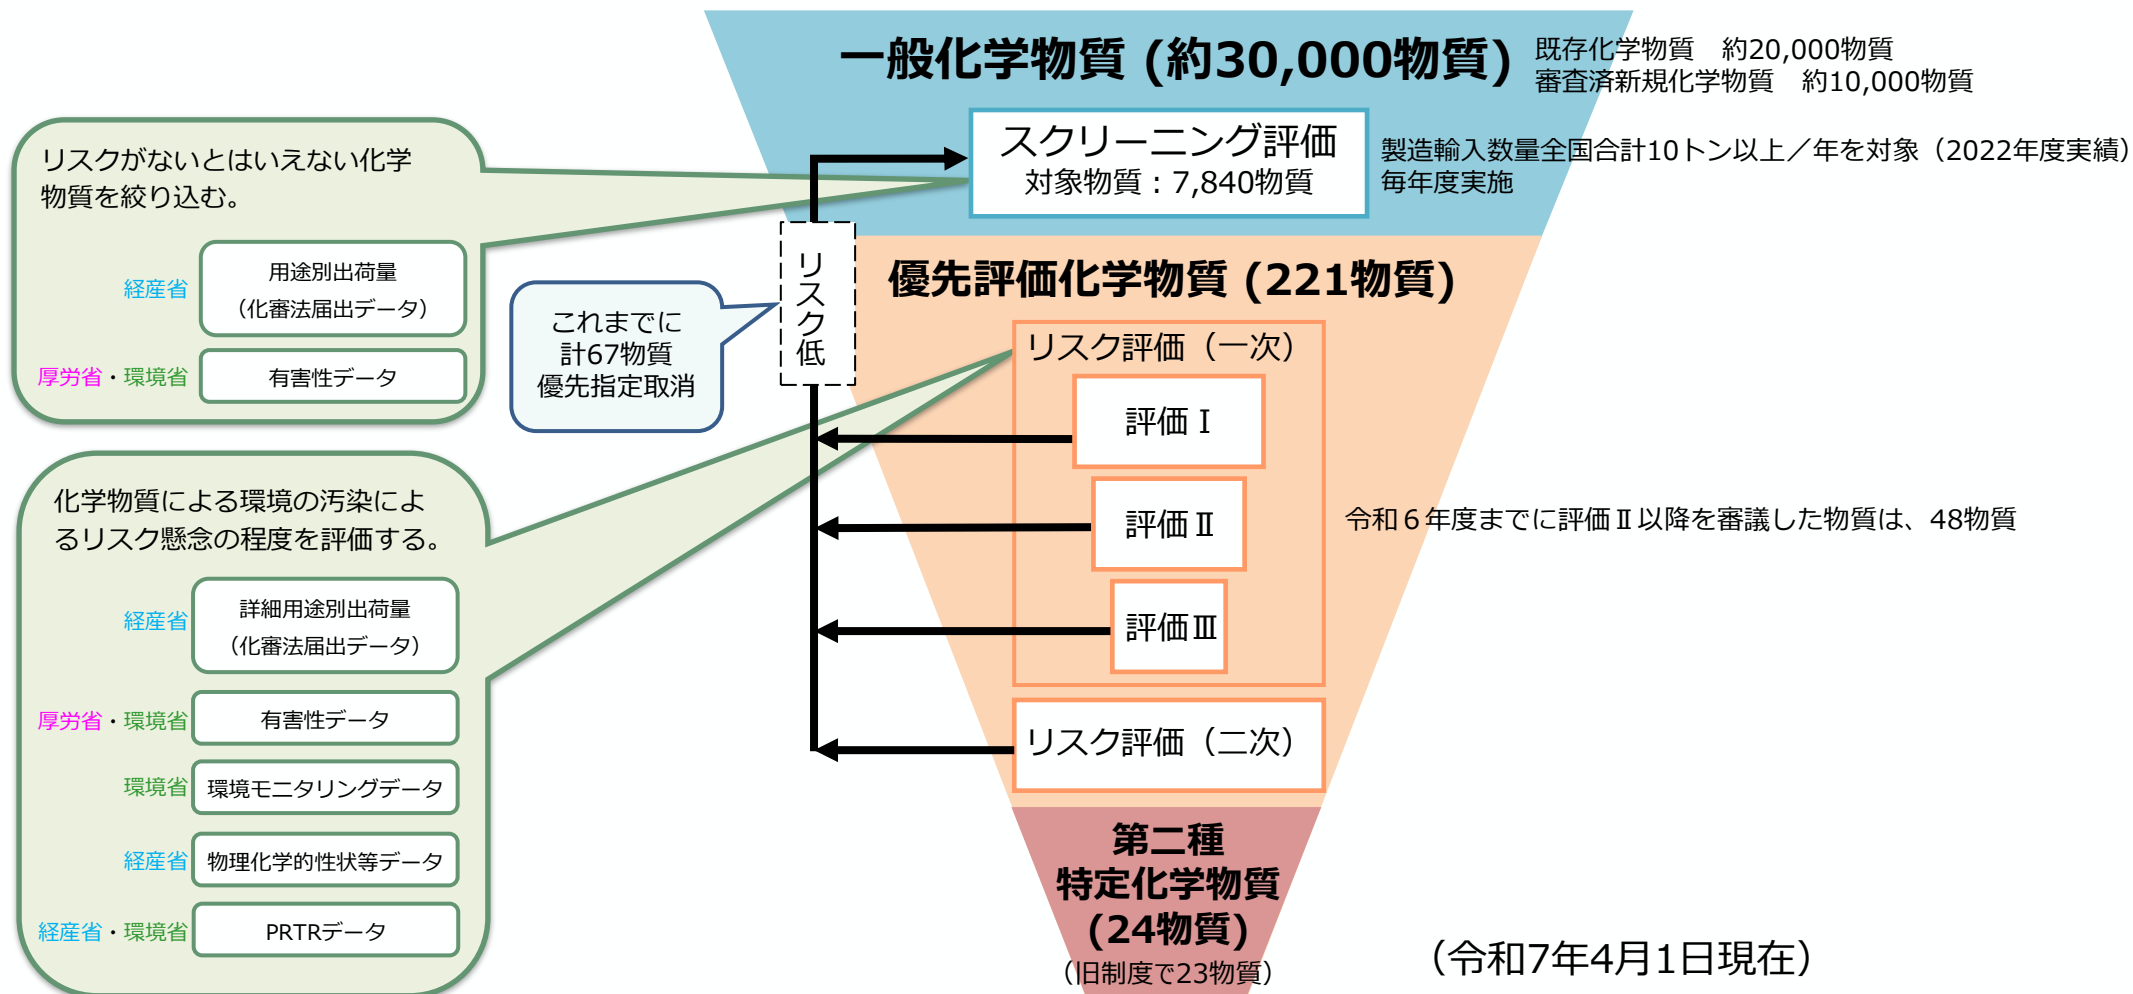 一般化学物質 (約30,000物質)
既存化学物質　約20,000物質
審査済新規化学物質　約10,000物質
スクリーニング評価
対象物質：7,840物質
製造輸入数量全国合計10トン以上／年を対象（2022年度実績）
毎年度実施
リスクがないとはいえない化学
物質を絞り込む。
経産省
用途別出荷量
（化審法届出データ）
厚労省・環境省
有害性データ
これまでに
計67物質
優先指定取消
リスク低
優先評価化学物質 (221物質)
リスク評価（一次）
評価Ⅰ
評価Ⅱ
評価Ⅲ
令和６年度までに評価Ⅱ以降を審議した物質は、48物質
リスク評価（二次）
化学物質による環境の汚染によ
るリスク懸念の程度を評価する。
経産省
詳細用途別出荷量
（化審法届出データ）
厚労省・環境省
有害性データ
環境省
環境モニタリングデータ
経産省
物理化学的性状等データ
経産省・環境省
PRTRデータ
第二種
特定化学物質
(24物質)
（旧制度で23物質）
（令和7年4月1日現在）